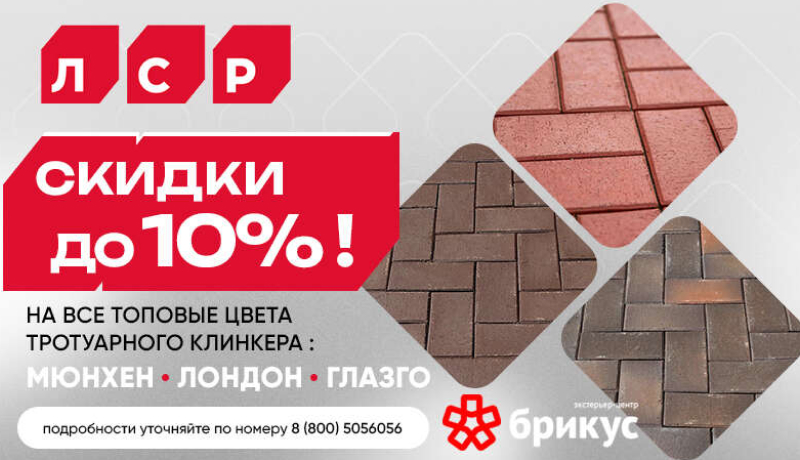 ЛСР
СКИДКИ
ДО 10% !
НА ВСЕ ТОПОВЫЕ ЦВЕТА
ТРОТУАРНОГО КЛИНКЕРА :
МЮНХЕН • ЛОНДОН • ГЛАЗГО
подробности уточняйте по номеру 8 (800) 5056056
экстерьер-центр
брикус